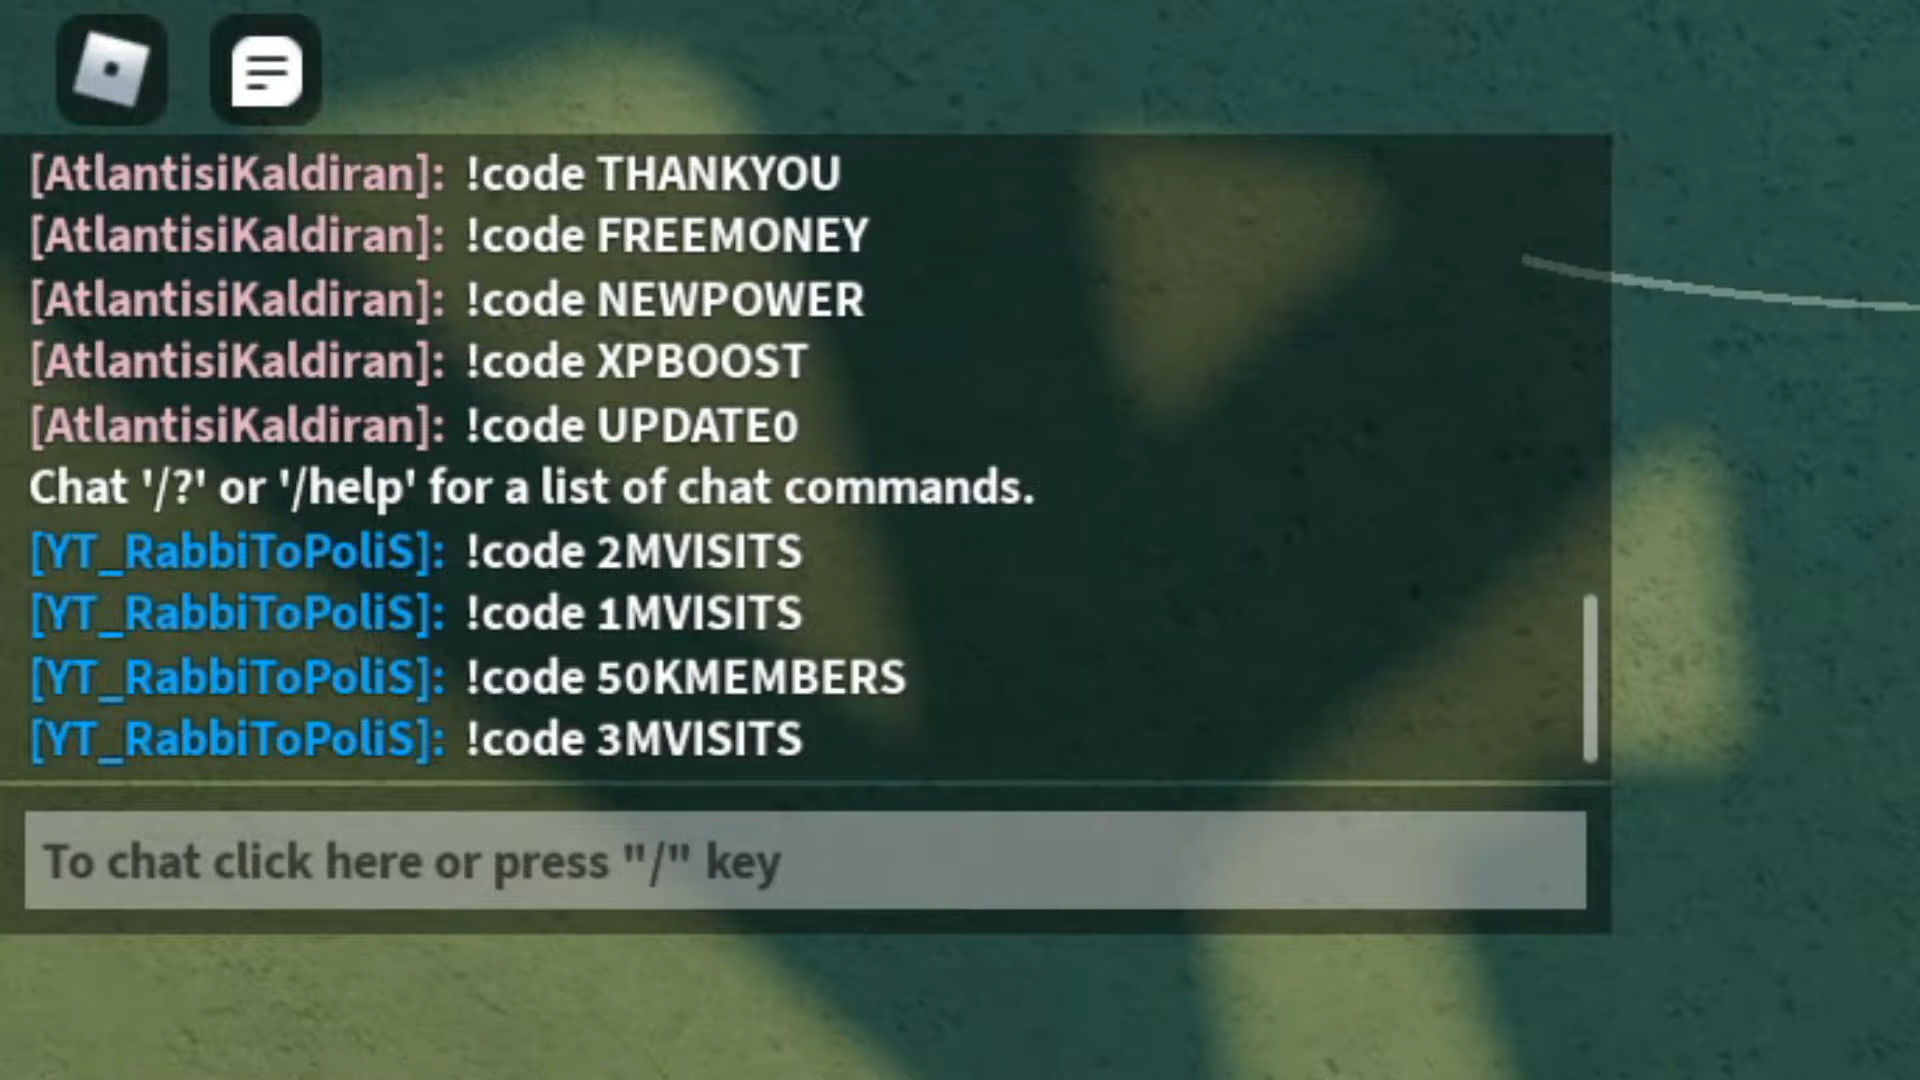 [AtlantisiKaldiran]: !code THANKYOU
[AtlantisiKaldiran]: !code FREEMONEY
[AtlantisiKaldiran]: !code NEWPOWER
[AtlantisiKaldiran]: !code XPBOOST
[AtlantisiKaldiran]: !code UPDATE0
Chat '/?' or '/help' for a list of chat commands.
[YT_RabbiToPoliS]: !code 2MVISITS
[YT_RabbiToPoliS]: !code 1MVISITS
[YT_RabbiToPoliS]: !code 50KMEMBERS
[YT_RabbiToPoliS]: !code 3MVISITS
To chat click here or press "/" key